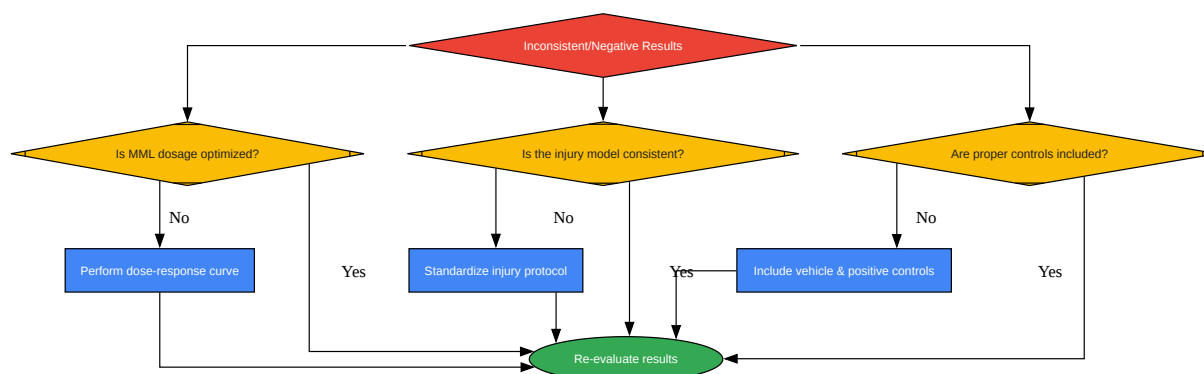 Inconsistent/Negative Results
Is MML dosage optimized?
Is the injury model consistent?
Are proper controls included?
No
No
No
Perform dose-response curve
Yes
Standardize injury protocol
Yes
Include vehicle & positive controls
Yes
Re-evaluate results